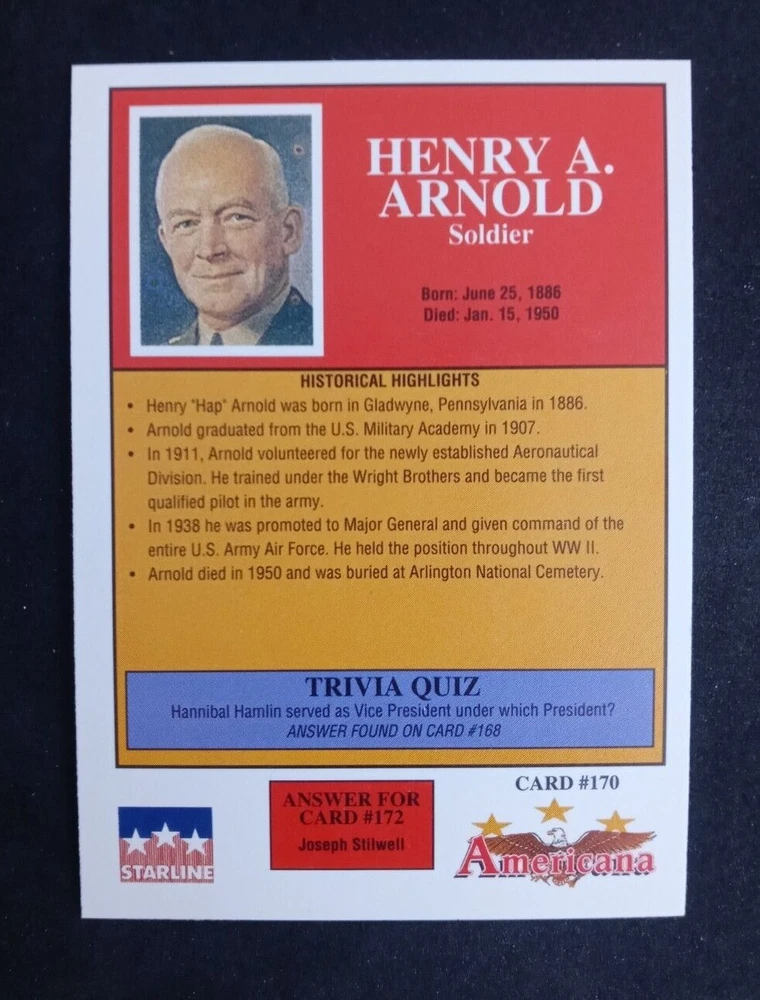 HENRY A.
ARNOLD
Soldier
Born: June 25, 1886
Died: Jan. 15, 1950
HISTORICAL HIGHLIGHTS
• Henry "Hap" Arnold was born in Gladwyne, Pennsylvania in 1886.
• Arnold graduated from the U.S. Military Academy in 1907.
• In 1911, Arnold volunteered for the newly established Aeronautical
Division. He trained under the Wright Brothers and became the first
qualified pilot in the army.
• In 1938 he was promoted to Major General and given command of the
entire U.S. Army Air Force. He held the position throughout WW II.
• Arnold died in 1950 and was buried at Arlington National Cemetery.
TRIVIA QUIZ
Hannibal Hamlin served as Vice President under which President?
ANSWER FOUND ON CARD #168
STARLINE
ANSWER FOR
CARD #172
Joseph Stilwell
CARD #170
Americana